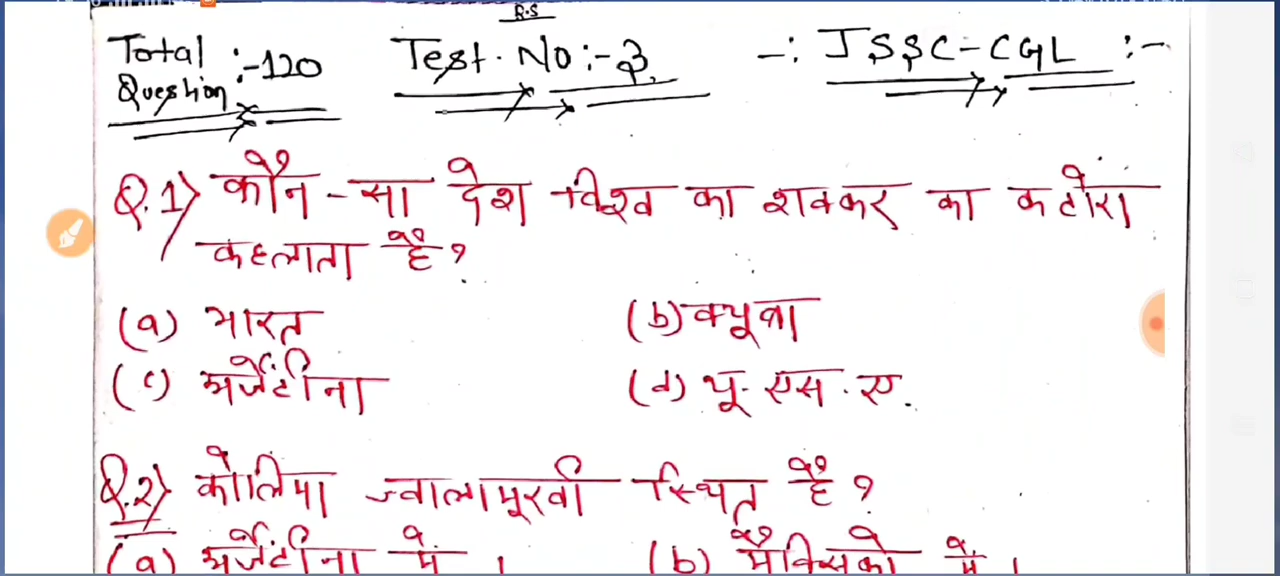 R.S
Total Question :- 120 Test. No :- 3. -: JSSC - CGL :-
Q.1) कौन - सा देश विश्व का शक्कर का कटोरा
कहलाता है ?
(a) भारत (b) क्यूबा
(c) अर्जेंटीना (d) यू. एस. ए.
Q.2) कोलिमा ज्वालामूखी स्थित है ?
(a) अर्जेंटीना में । (b) मैक्सिको में ।